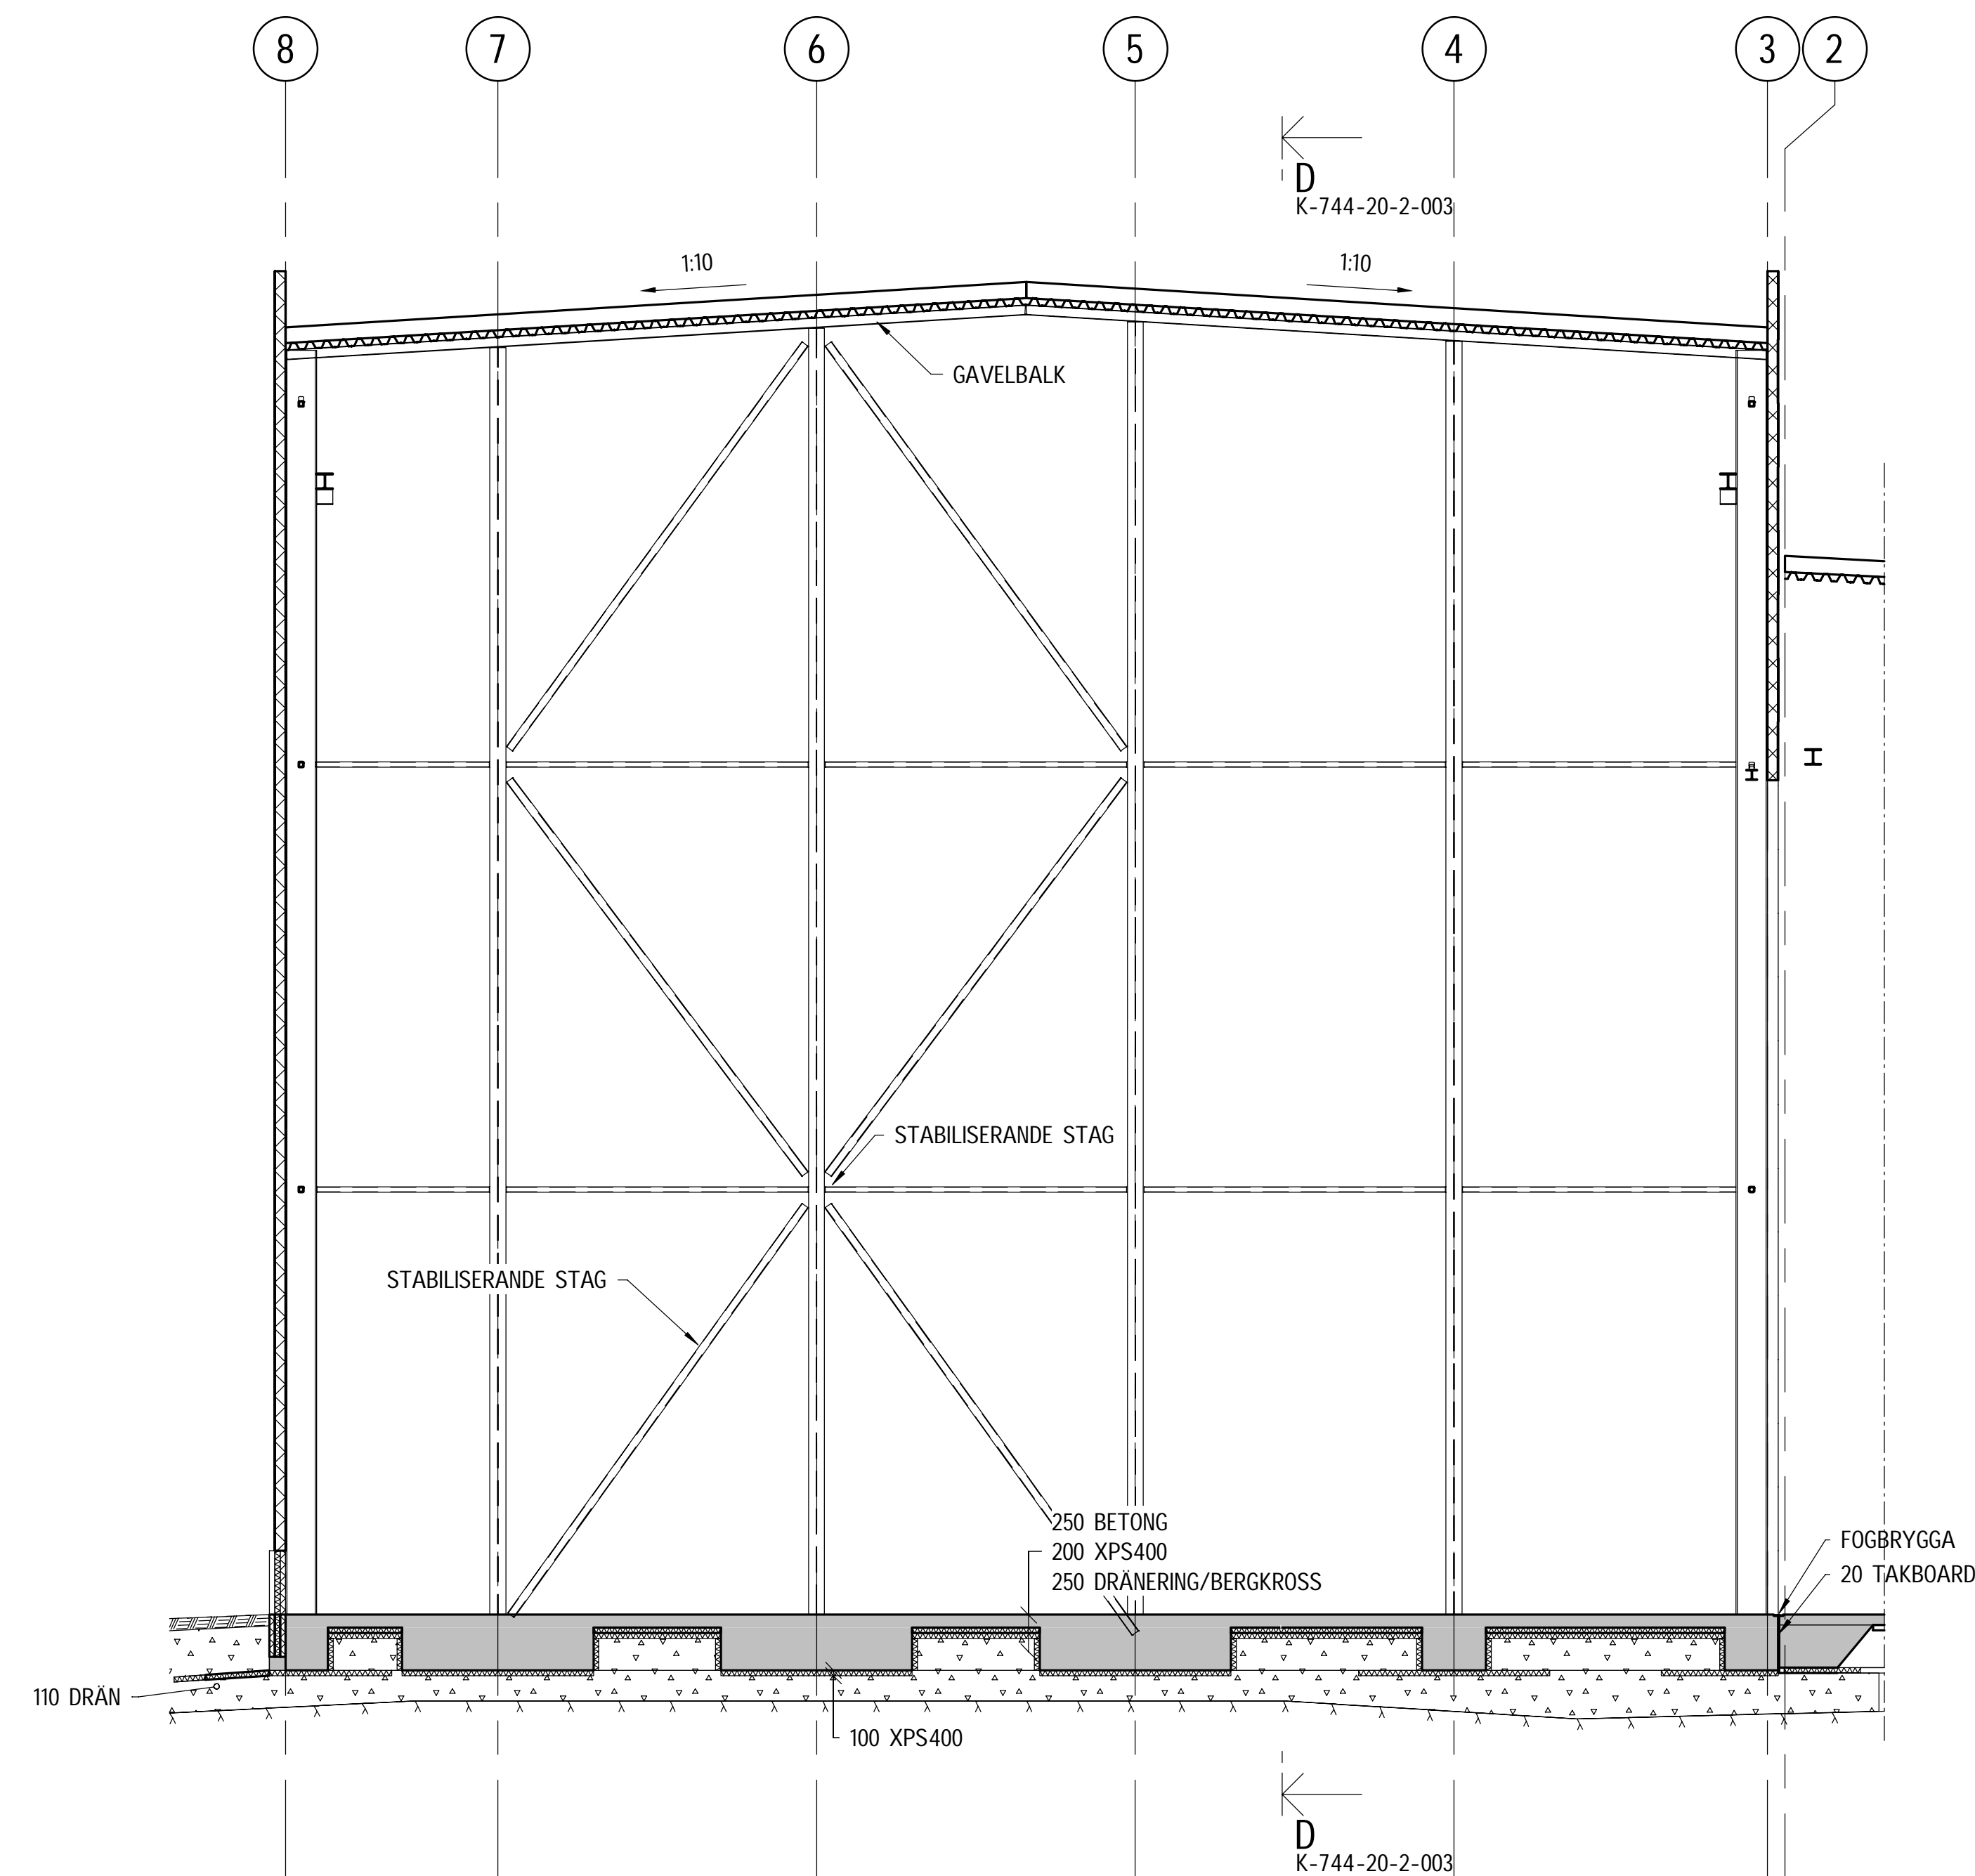 8 7 6 5 4 3 2
D
K-744-20-2-003
1:10 1:10
GAVELBALK
STABILISERANDE STAG
STABILISERANDE STAG
250 BETONG
200 XPS400
250 DRÄNERING/BERGKROSS
FOGBRYGGA
20 TAKBOARD
110 DRÄN
100 XPS400
D
K-744-20-2-003